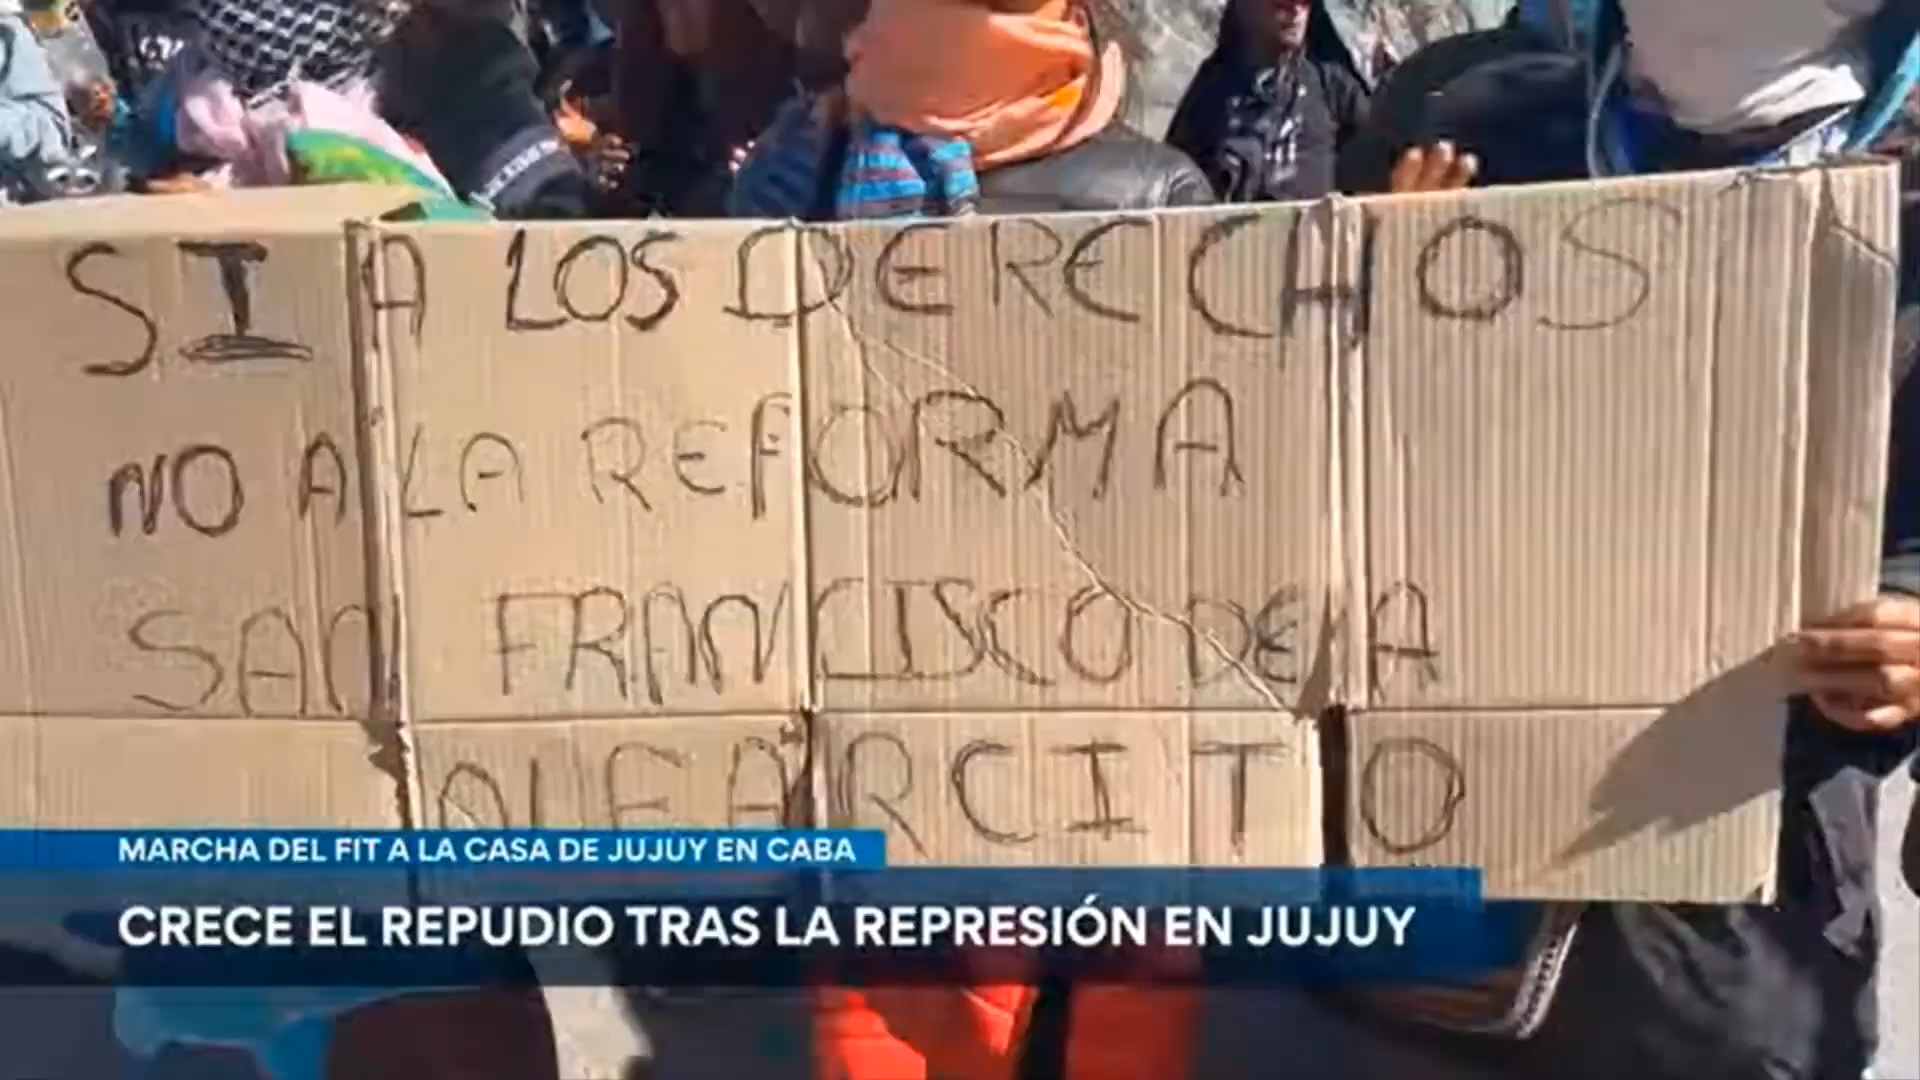 SI A LOS DERECHOS
NO A LA REFORMA
SAN FRANCISCO DE A
MARCHA DEL FIT A LA CASA DE JUJUY EN CABA
CRECE EL REPUDIO TRAS LA REPRESIÓN EN JUJUY